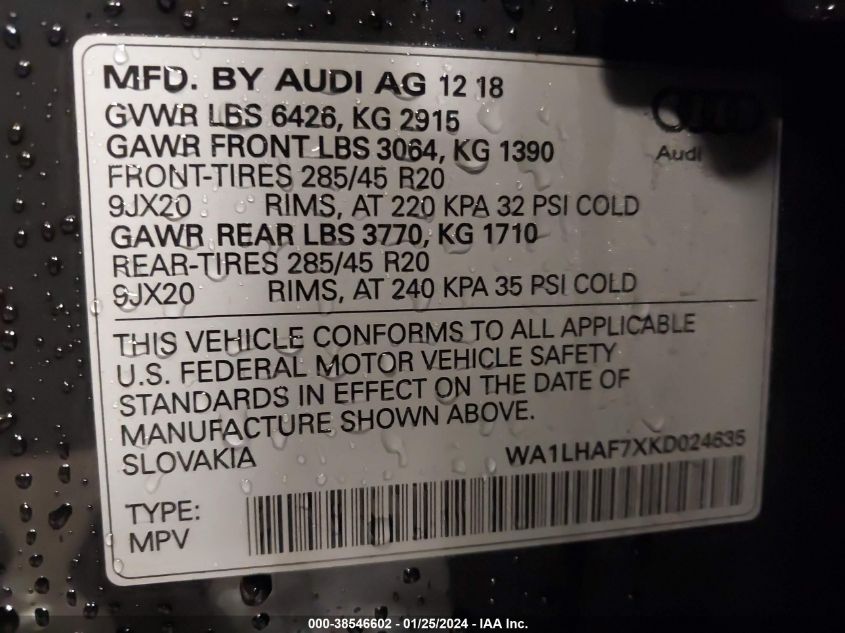 MFD. BY AUDI AG 12 18
GVWR LBS 6426, KG 2915
GAWR FRONT LBS 3064, KG 1390
Audi
FRONT-TIRES 285/45 R20
9JX20 RIMS, AT 220 KPA 32 PSI COLD
GAWR REAR LBS 3770, KG 1710
REAR-TIRES 285/45 R20
9JX20 RIMS, AT 240 KPA 35 PSI COLD
THIS VEHICLE CONFORMS TO ALL APPLICABLE
U.S. FEDERAL MOTOR VEHICLE SAFETY
STANDARDS IN EFFECT ON THE DATE OF
MANUFACTURE SHOWN ABOVE.
SLOVAKIA WA1LHAF7XKD024635
TYPE:
MPV
000-38546602 - 01/25/2024 - IAA Inc.